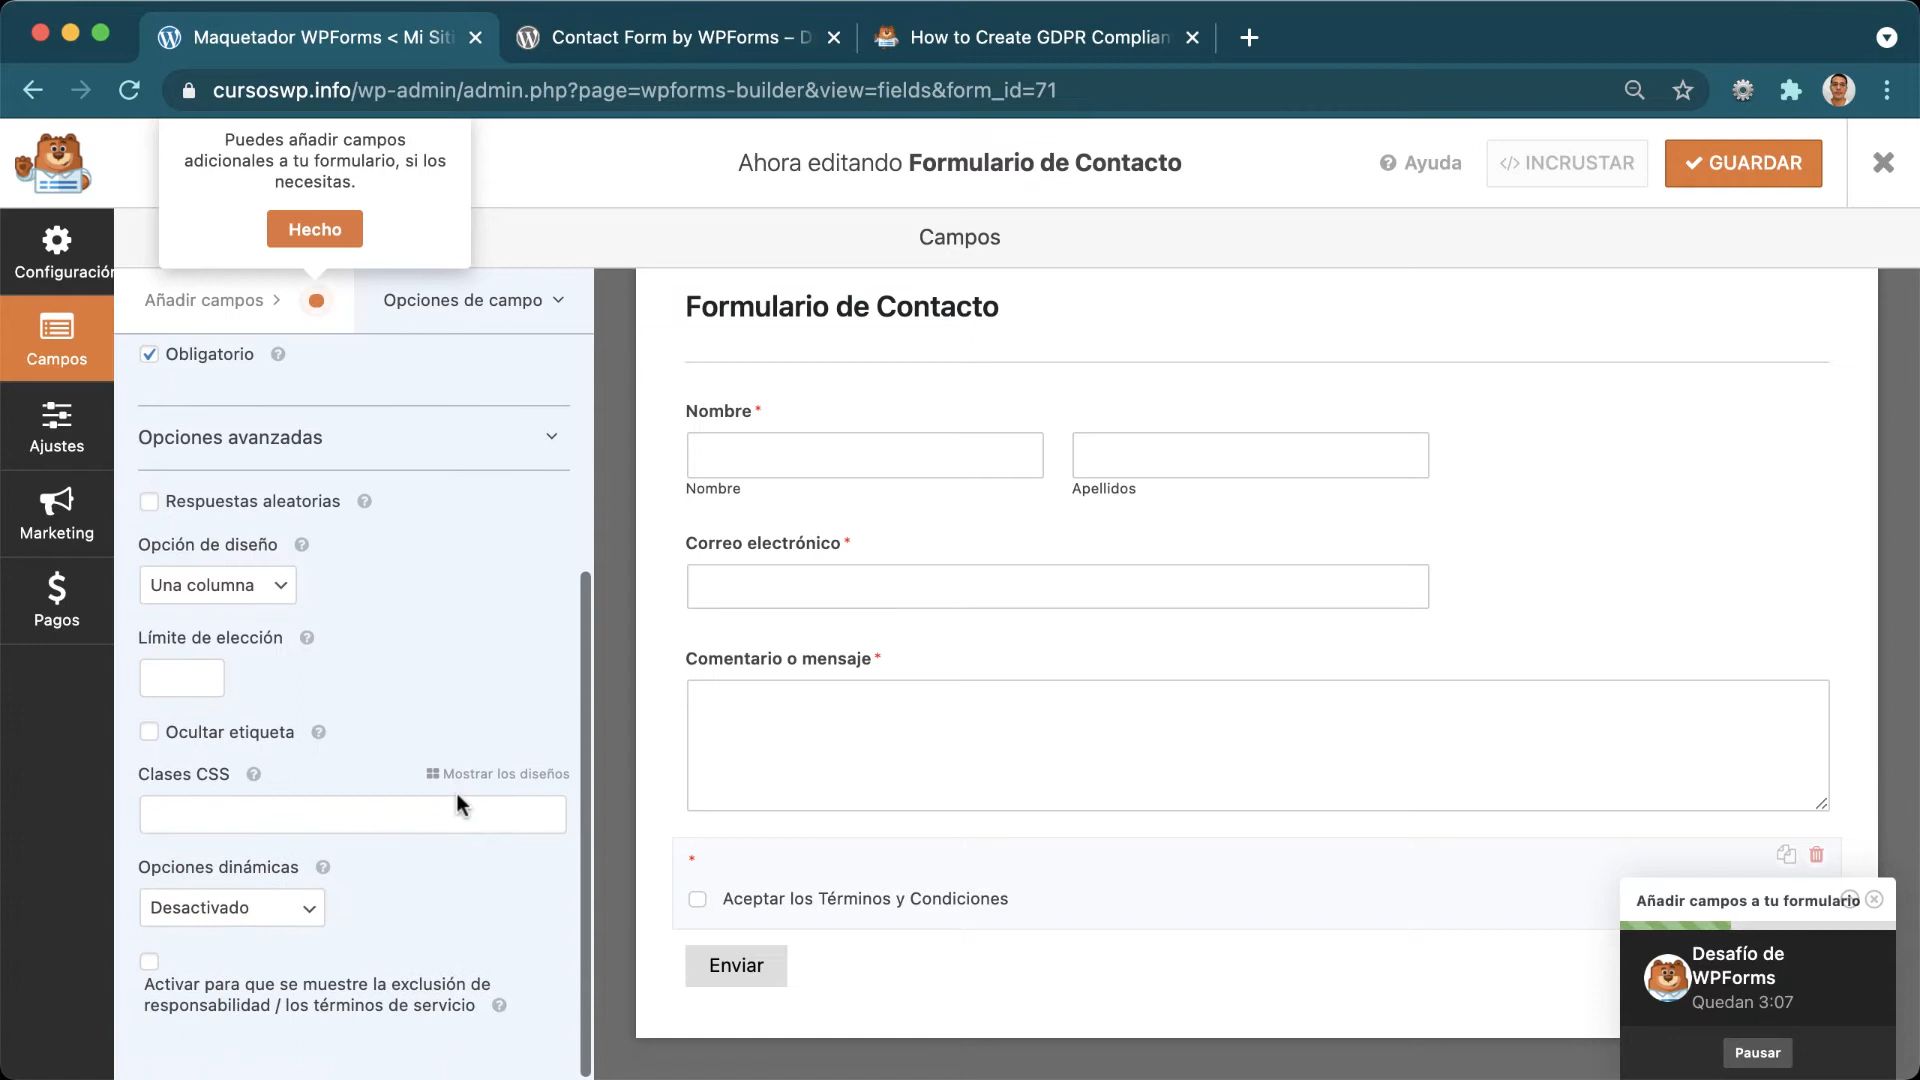 Maquetador WPForms < Mi Siti
Contact Form by WPForms – D
How to Create GDPR Complian
cursoswp.info/wp-admin/admin.php?page=wpforms-builder&view=fields&form_id=71
Puedes añadir campos
adicionales a tu formulario, si los
necesitas.
Hecho
Ahora editando Formulario de Contacto
Ayuda
</> INCRUSTAR
GUARDAR
Configuración
Campos
Ajustes
Marketing
Pagos
Campos
Añadir campos
Opciones de campo
Obligatorio
Opciones avanzadas
Respuestas aleatorias
Opción de diseño
Una columna
Límite de elección
Ocultar etiqueta
Clases CSS
Mostrar los diseños
Opciones dinámicas
Desactivado
Activar para que se muestre la exclusión de
responsabilidad / los términos de servicio
Formulario de Contacto
Nombre *
Nombre
Apellidos
Correo electrónico *
Comentario o mensaje *
*
Aceptar los Términos y Condiciones
Enviar
Añadir campos a tu formulario
Desafío de
WPForms
Quedan 3:07
Pausar